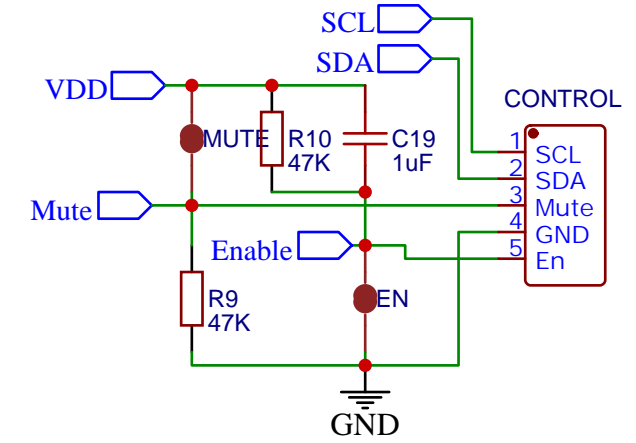 SCL
SDA
VDD
CONTROL
MUTE
R10
47K
C19
1uF
1
SCL
2
SDA
3
Mute
4
GND
5
En
Mute
Enable
R9
47K
EN
GND